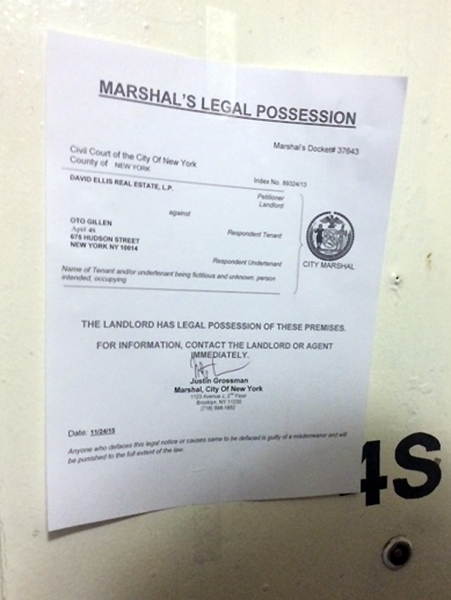 MARSHAL'S LEGAL POSSESSION
Marshal's Docket# 37643
Civil Court of the City Of New York
County of NEW YORK
Index No. 89324/13
DAVID ELLIS REAL ESTATE, L.P.
Petitioner
Landlord
against
OTO GILLEN
Apt# 4S
675 HUDSON STREET
NEW YORK NY 10014
Respondent Tenant
Respondent Undertenant
CITY MARSHAL
Name of Tenant and/or undertenant being fictitious and unknown, person
intended, occupying
THE LANDLORD HAS LEGAL POSSESSION OF THESE PREMISES.
FOR INFORMATION, CONTACT THE LANDLORD OR AGENT
IMMEDIATELY.
Justin Grossman
Marshal, City Of New York
1123 Avenue J, 2nd Floor
Brooklyn, NY 11230
(718)
Date: 11/24/15
Anyone who defaces this legal notice or causes same to be defaced is guilty of a misdemeanor and will
be punished to the full extent of the law.
4S